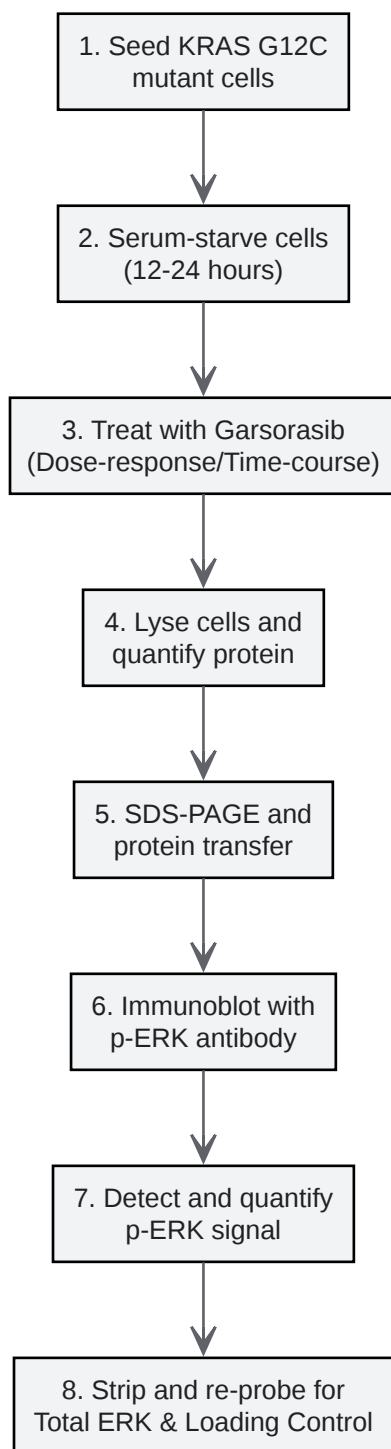 1. Seed KRAS G12C
mutant cells
2. Serum-starve cells
(12-24 hours)
3. Treat with Garsorasib
(Dose-response/Time-course)
4. Lyse cells and
quantify protein
5. SDS-PAGE and
protein transfer
6. Immunoblot with
p-ERK antibody
7. Detect and quantify
p-ERK signal
8. Strip and re-probe for
Total ERK & Loading Control